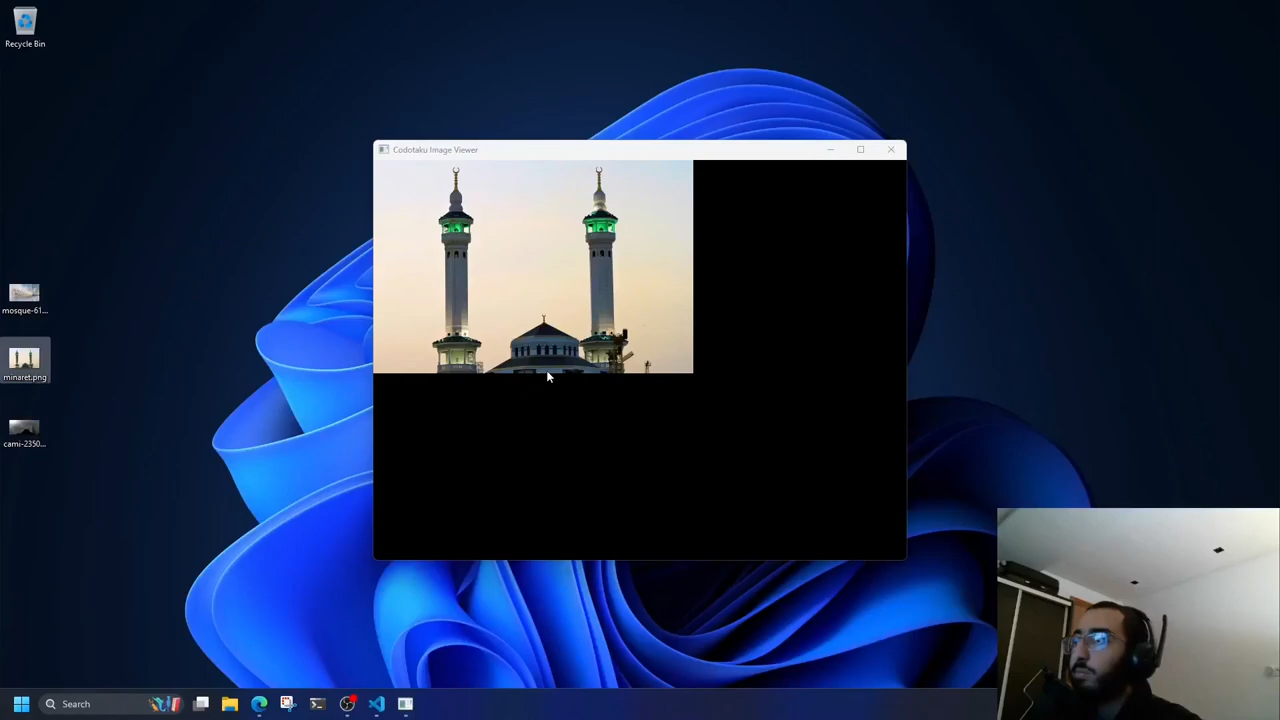 Recycle Bin
Codotaku Image Viewer
mosque-61...
minaret.png
cami-2350...
Search